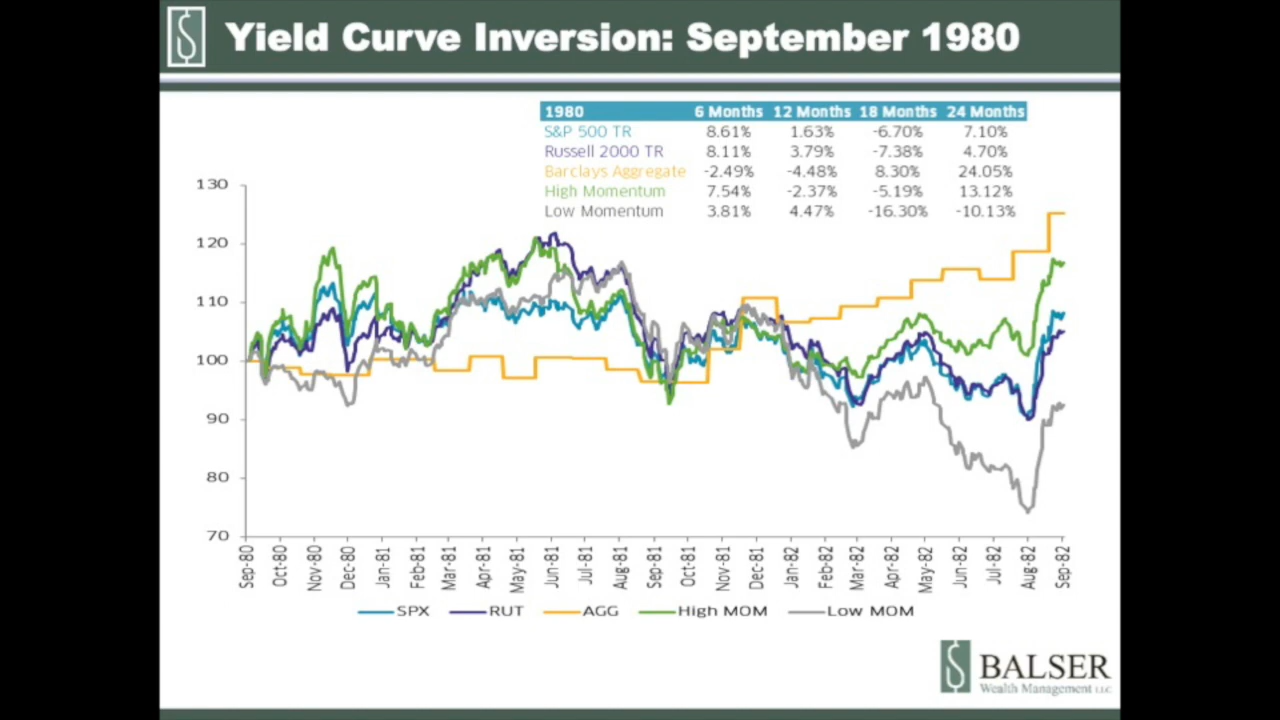 Yield Curve Inversion: September 1980
1980 6 Months 12 Months 18 Months 24 Months
S&P 500 TR 8.61% 1.63% -6.70% 7.10%
Russell 2000 TR 8.11% 3.79% -7.38% 4.70%
Barclays Aggregate -2.49% -4.48% 8.30% 24.05%
High Momentum 7.54% -2.37% -5.19% 13.12%
Low Momentum 3.81% 4.47% -16.30% -10.13%
130
120
110
100
90
80
70
Sep-80 Oct-80 Nov-80 Dec-80 Jan-81 Feb-81 Mar-81 Apr-81 May-81 Jun-81 Jul-81 Aug-81 Sep-81 Oct-81 Nov-81 Dec-81 Jan-82 Feb-82 Mar-82 Apr-82 May-82 Jun-82 Jul-82 Aug-82 Sep-82
SPX RUT AGG High MOM Low MOM
BALSER
Wealth Management LLC